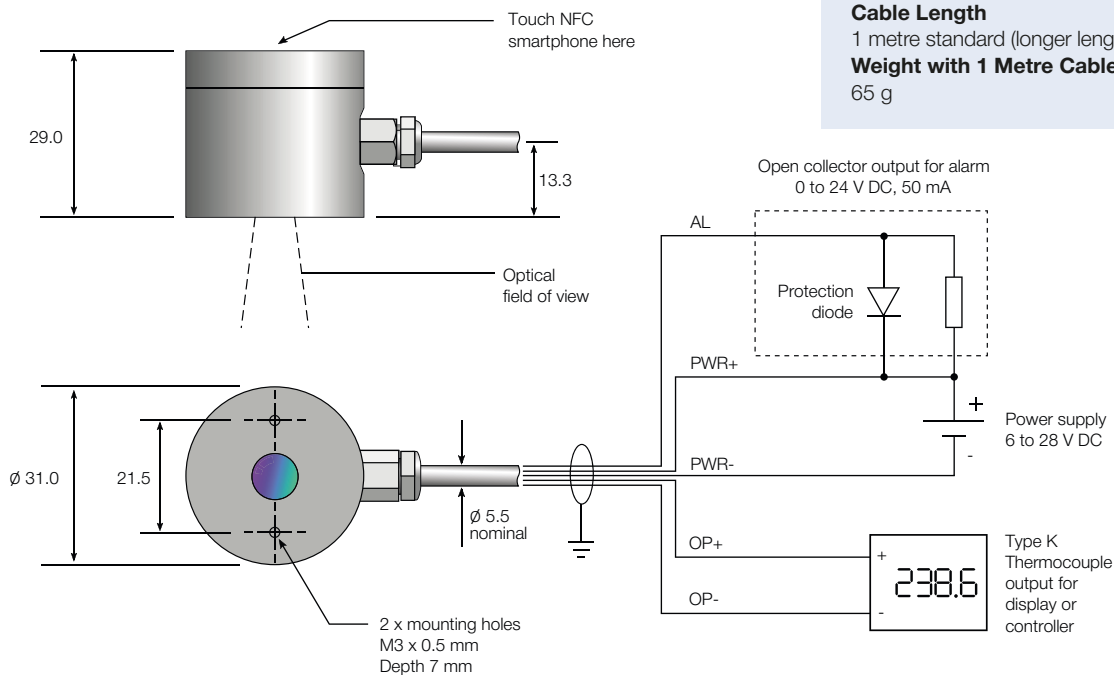 Touch NFC
smartphone here
29.0
13.3
Optical
field of view
Cable Length
1 metre standard (longer leng
Weight with 1 Metre Cable
65 g
Open collector output for alarm
0 to 24 V DC, 50 mA
AL
Protection
diode
PWR+
+
Power supply
6 to 28 V DC
-
PWR-
Ø 31.0
21.5
Ø 5.5
nominal
OP+
OP-
+
238.6
-
Type K
Thermocouple
output for
display or
controller
2 x mounting holes
M3 x 0.5 mm
Depth 7 mm